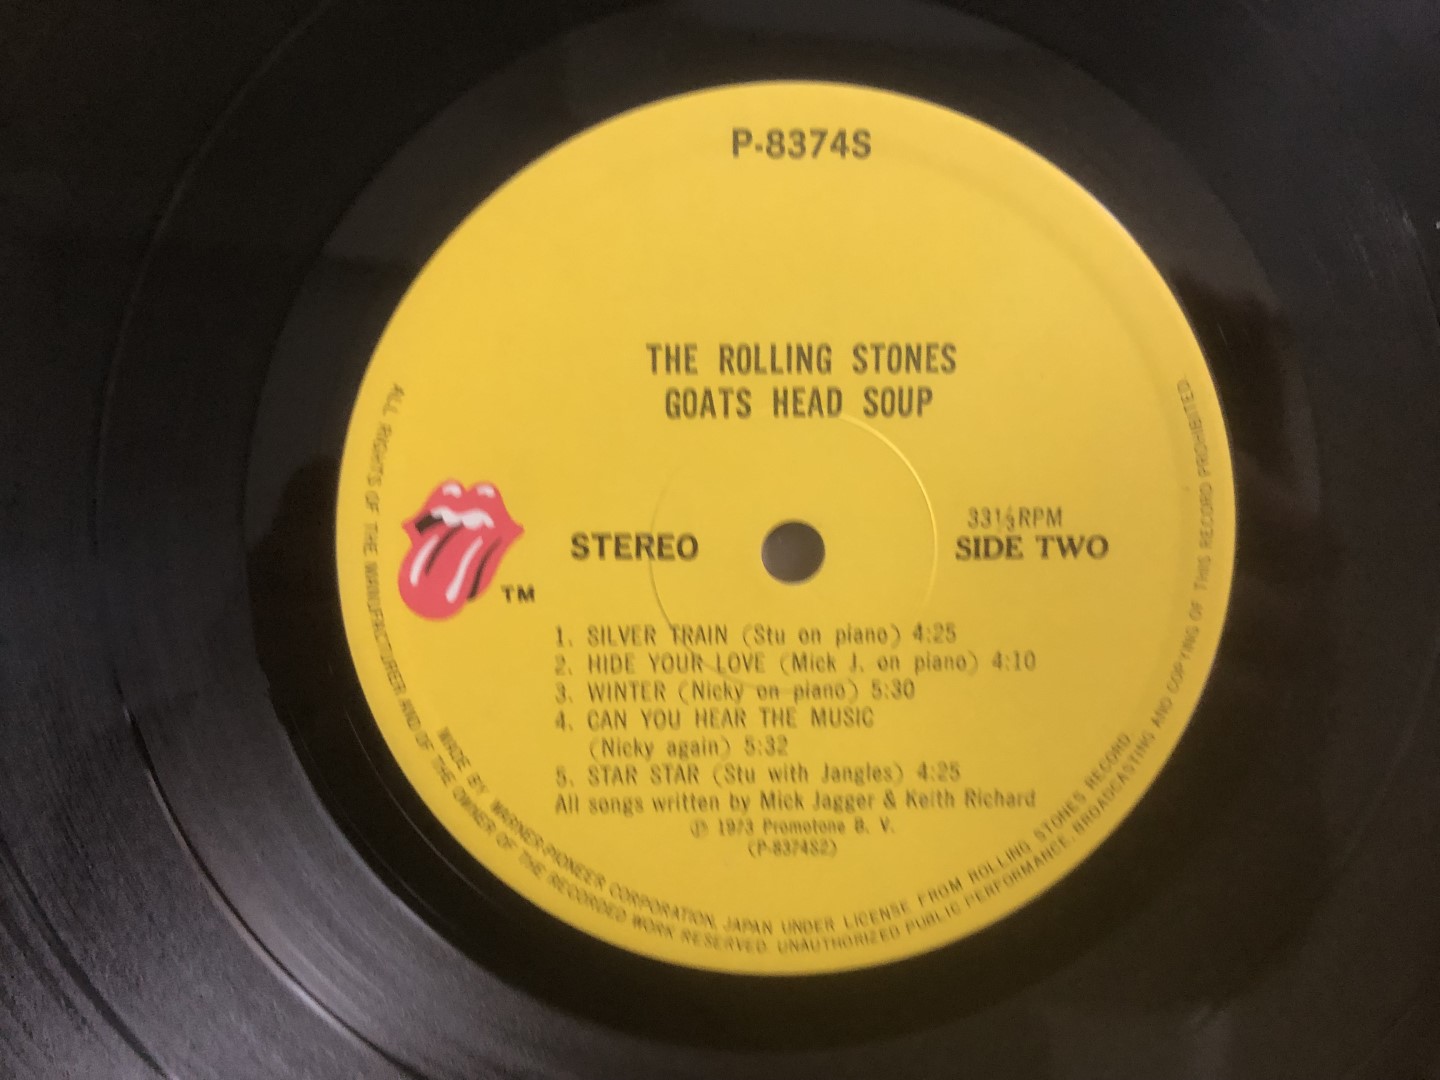 P-8374S
THE ROLLING STONES
GOATS HEAD SOUP
STEREO
33⅓RPM
SIDE TWO
TM
1. SILVER TRAIN (Stu on piano) 4:25
2. HIDE YOUR LOVE (Mick J. on piano) 4:10
3. WINTER (Nicky on piano) 5:30
4. CAN YOU HEAR THE MUSIC
(Nicky again) 5:32
5. STAR STAR (Stu with Jangles) 4:25
All songs written by Mick Jagger & Keith Richard
Ⓟ 1973 Promotone B. V.
(P-8374S2)
MADE BY WARNER-PIONEER CORPORATION, JAPAN UNDER LICENSE FROM ROLLING STONES RECORD
ALL RIGHTS OF THE MANUFACTURER AND OF THE OWNER OF THE RECORDED WORK RESERVED. UNAUTHORIZED PUBLIC PERFORMANCE, BROADCASTING AND COPYING OF THIS RECORD PROHIBITED.